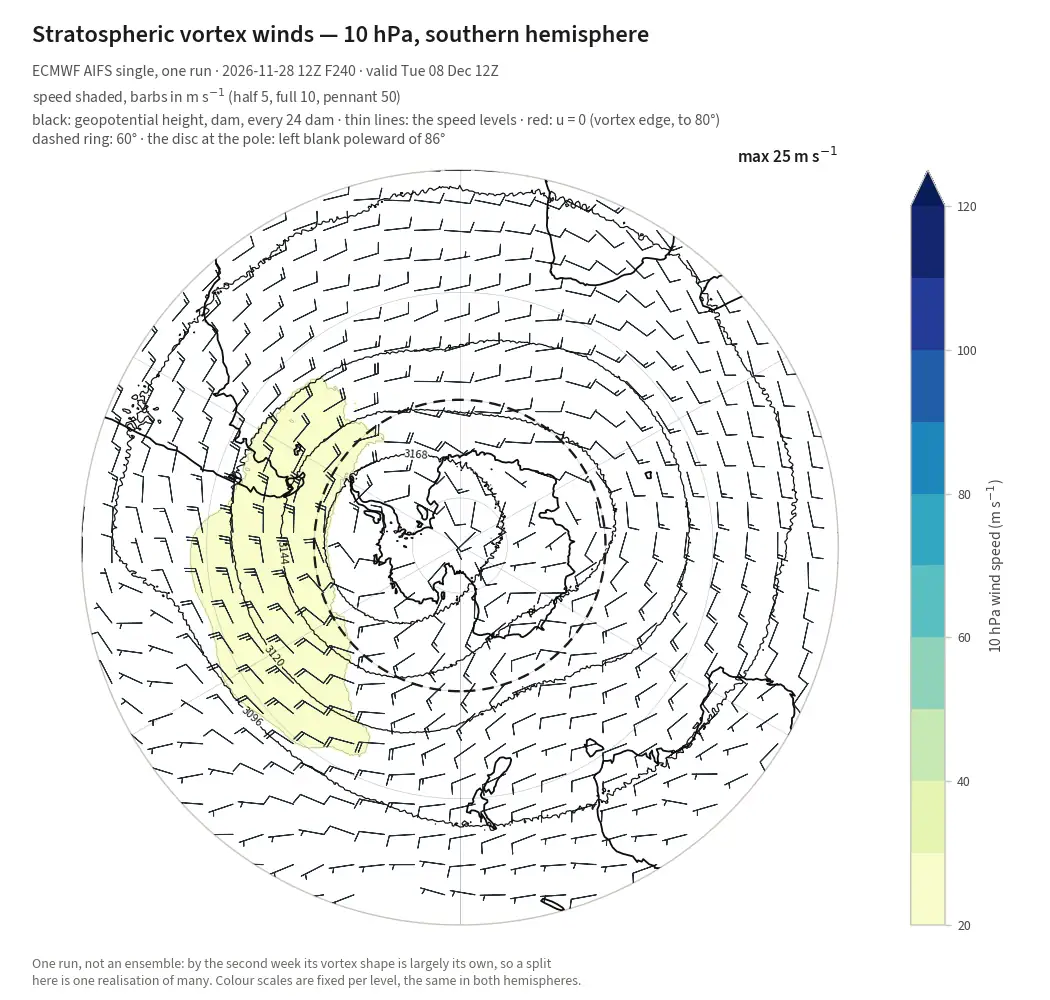 Stratospheric vortex winds — 10 hPa, southern hemisphere
ECMWF AIFS single, one run · 2026-11-28 12Z F240 · valid Tue 08 Dec 12Z
speed shaded, barbs in m s⁻¹ (half 5, full 10, pennant 50)
black: geopotential height, dam, every 24 dam · thin lines: the speed levels · red: u = 0 (vortex edge, to 80°)
dashed ring: 60° · the disc at the pole: left blank poleward of 86°
max 25 m s⁻¹
120
100
80
60
40
20
10 hPa wind speed (m s⁻¹)
3168
3144
3120
3096
One run, not an ensemble: by the second week its vortex shape is largely its own, so a split
here is one realisation of many. Colour scales are fixed per level, the same in both hemispheres.